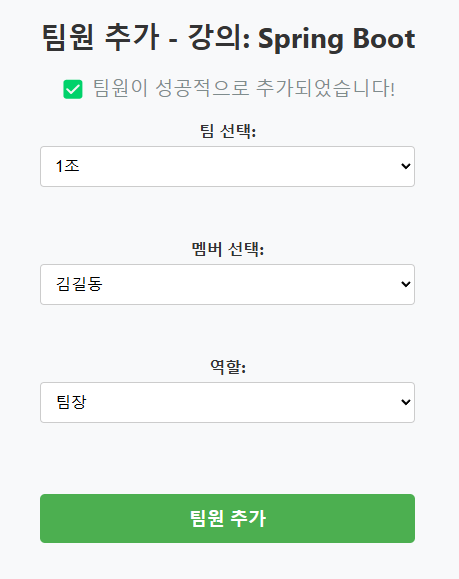 팀원 추가 - 강의: Spring Boot
✅ 팀원이 성공적으로 추가되었습니다!
팀 선택:
1조
멤버 선택:
김길동
역할:
팀장
팀원 추가